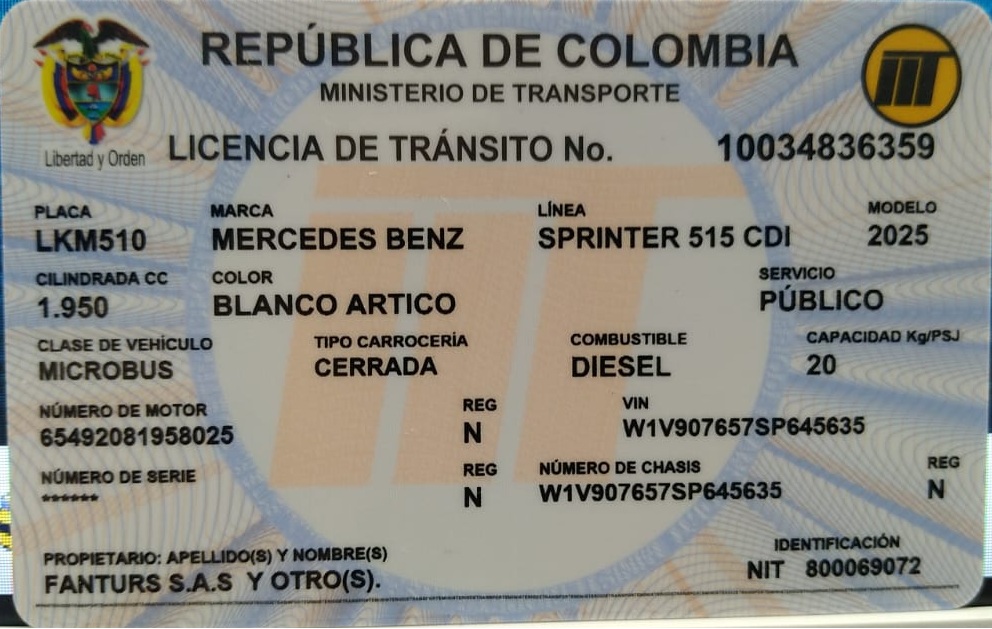 REPÚBLICA DE COLOMBIA
MINISTERIO DE TRANSPORTE
Libertad y Orden
LICENCIA DE TRÁNSITO No. 10034836359
PLACA MARCA LÍNEA MODELO
LKM510 MERCEDES BENZ SPRINTER 515 CDI 2025
CILINDRADA CC COLOR SERVICIO
1.950 BLANCO ARTICO PÚBLICO
CLASE DE VEHÍCULO TIPO CARROCERÍA COMBUSTIBLE CAPACIDAD Kg/PSJ
MICROBUS CERRADA DIESEL 20
NÚMERO DE MOTOR REG VIN
65492081958025 N W1V907657SP645635
NÚMERO DE SERIE REG NÚMERO DE CHASIS REG
****** N W1V907657SP645635 N
PROPIETARIO: APELLIDO(S) Y NOMBRE(S) IDENTIFICACIÓN
FANTURS S.A.S Y OTRO(S). NIT 800069072